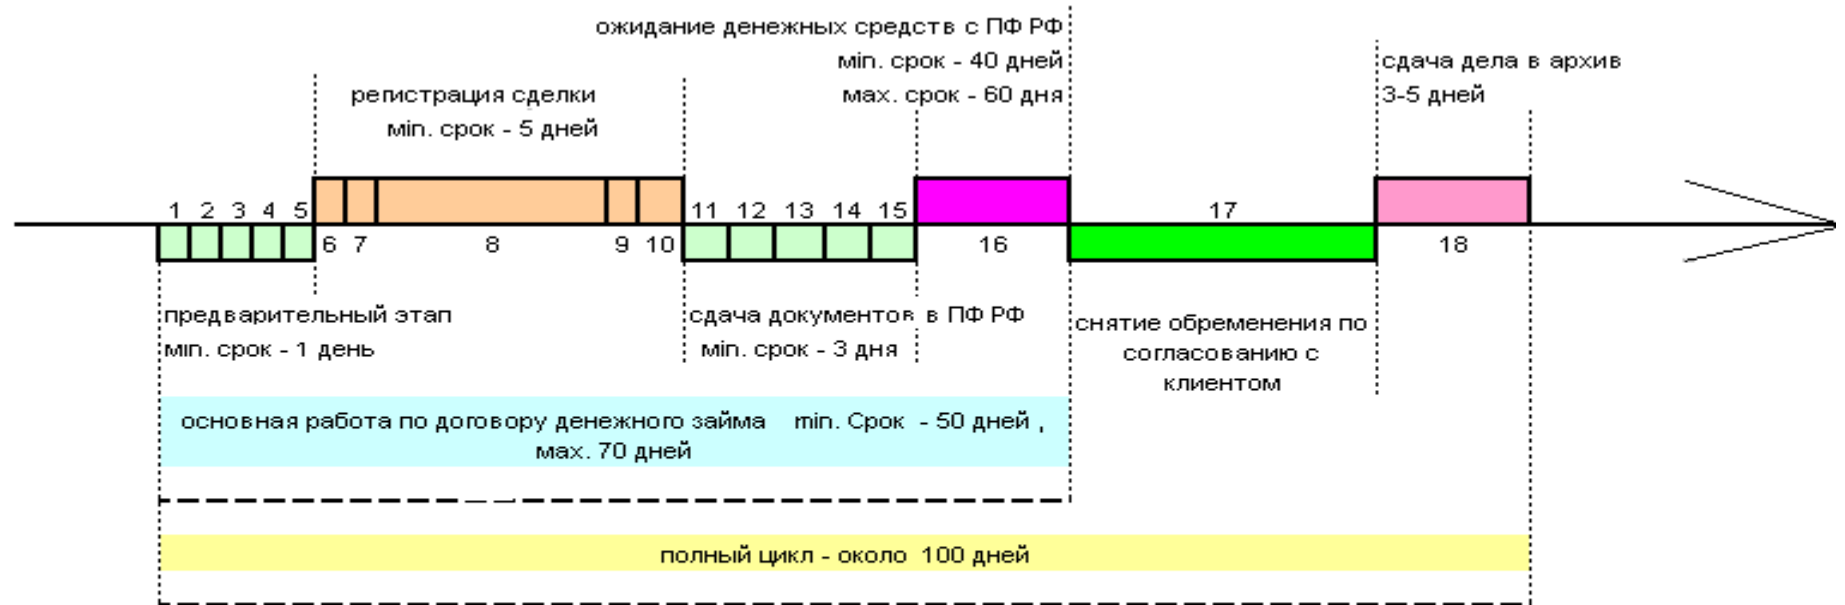 ожидание денежных средств с ПФ РФ
min. срок - 40 дней
max. срок - 60 дня
сдача дела в архив
3-5 дней
регистрация сделки
min. срок - 5 дней
1 2 3 4 5
11 12 13 14 15
17
6 7 8 9 10
16
18
предварительный этап
min. срок - 1 день
сдача документов в ПФ РФ
min. срок - 3 дня
снятие обременения по
согласованию с
клиентом
основная работа по договору денежного займа min. Срок - 50 дней ,
мах. 70 дней
полный цикл - около 100 дней